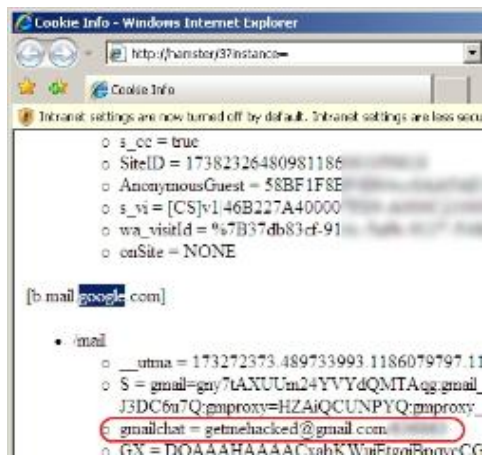 Cookie Info - Windows Internet Explorer
http://hamster/3?instance=
Cookie Info
Intranet settings are now turned off by default. Intranet settings are less secu
s_cc = true
SiteID = 17382326480981186
AnonymousGuest = 58BF1F8E
s_vi = [CS]v1|46B227A40000
wa_visitId = %7B37db83cf-91
onSite = NONE
[b.mail.google.com]
/mail
__utma = 173272373.489733993.1186079797.11
S = gmail=gny7tAXUUm24YVYdQMTAqg:gmail_
J3DC6u7Q:gmproxy=HZAiQCUNPYQ:gmproxy_
gmailchat = getmehacked@gmail.com
GX = DQAAAHAAAACxabKWuiFtgqiBpqvcCG